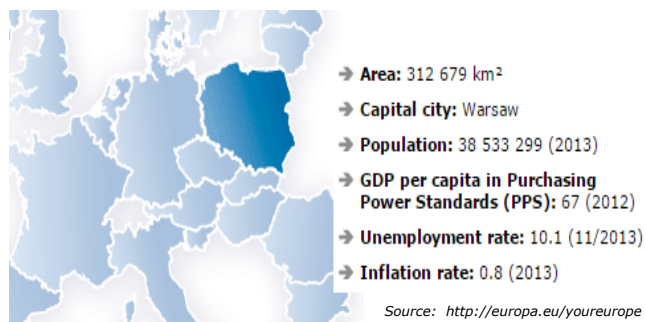 Area: 312 679 km²
Capital city: Warsaw
Population: 38 533 299 (2013)
GDP per capita in Purchasing
Power Standards (PPS): 67 (2012)
Unemployment rate: 10.1 (11/2013)
Inflation rate: 0.8 (2013)
Source: http://europa.eu/youreurope